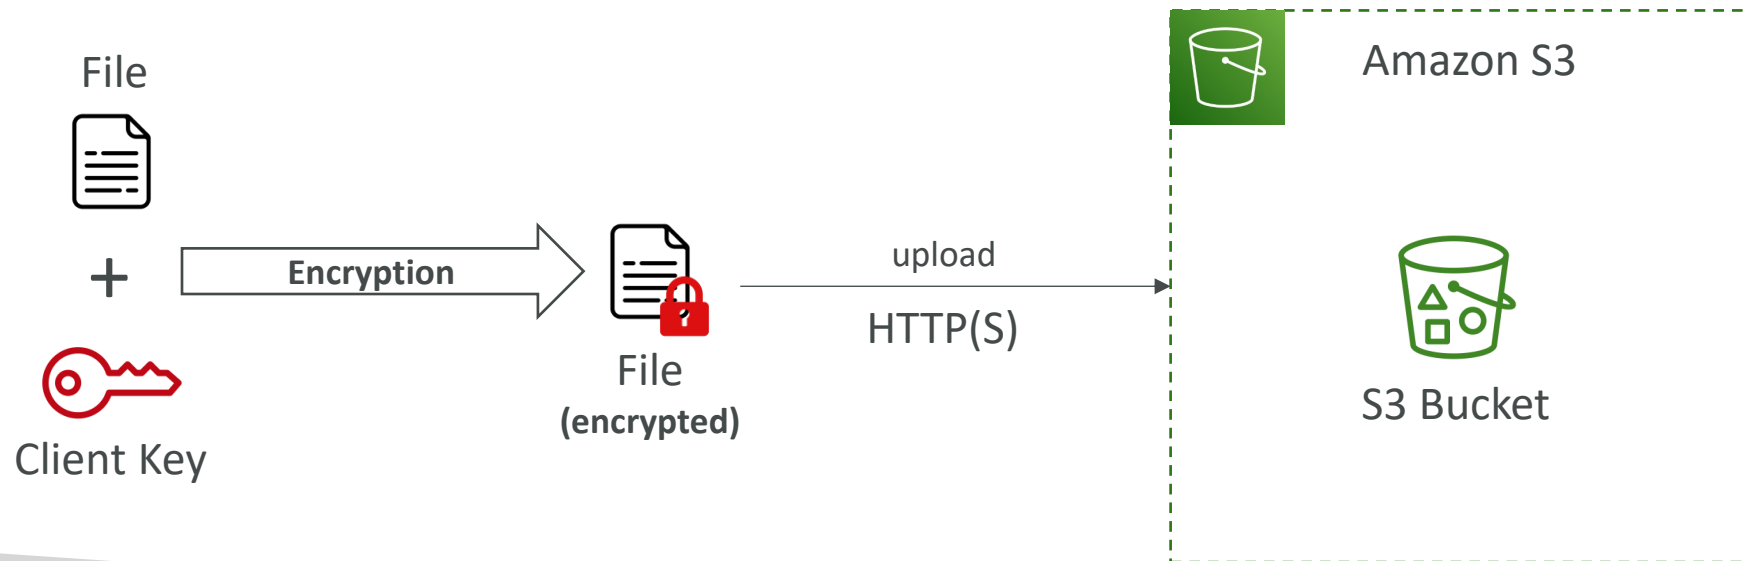 File
+
Client Key
Encryption
File
(encrypted)
upload
HTTP(S)
Amazon S3
S3 Bucket